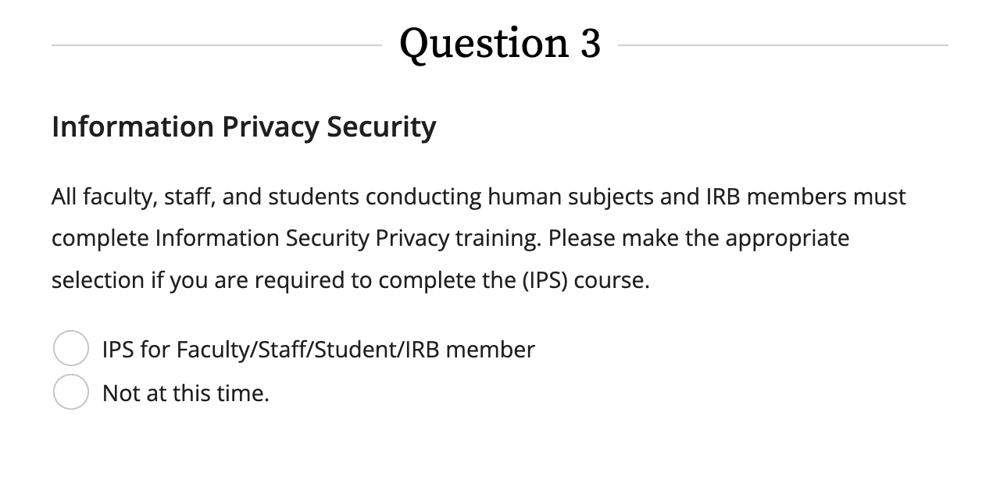 Question 3
Information Privacy Security
All faculty, staff, and students conducting human subjects and IRB members must
complete Information Security Privacy training. Please make the appropriate
selection if you are required to complete the (IPS) course.
IPS for Faculty/Staff/Student/IRB member
Not at this time.